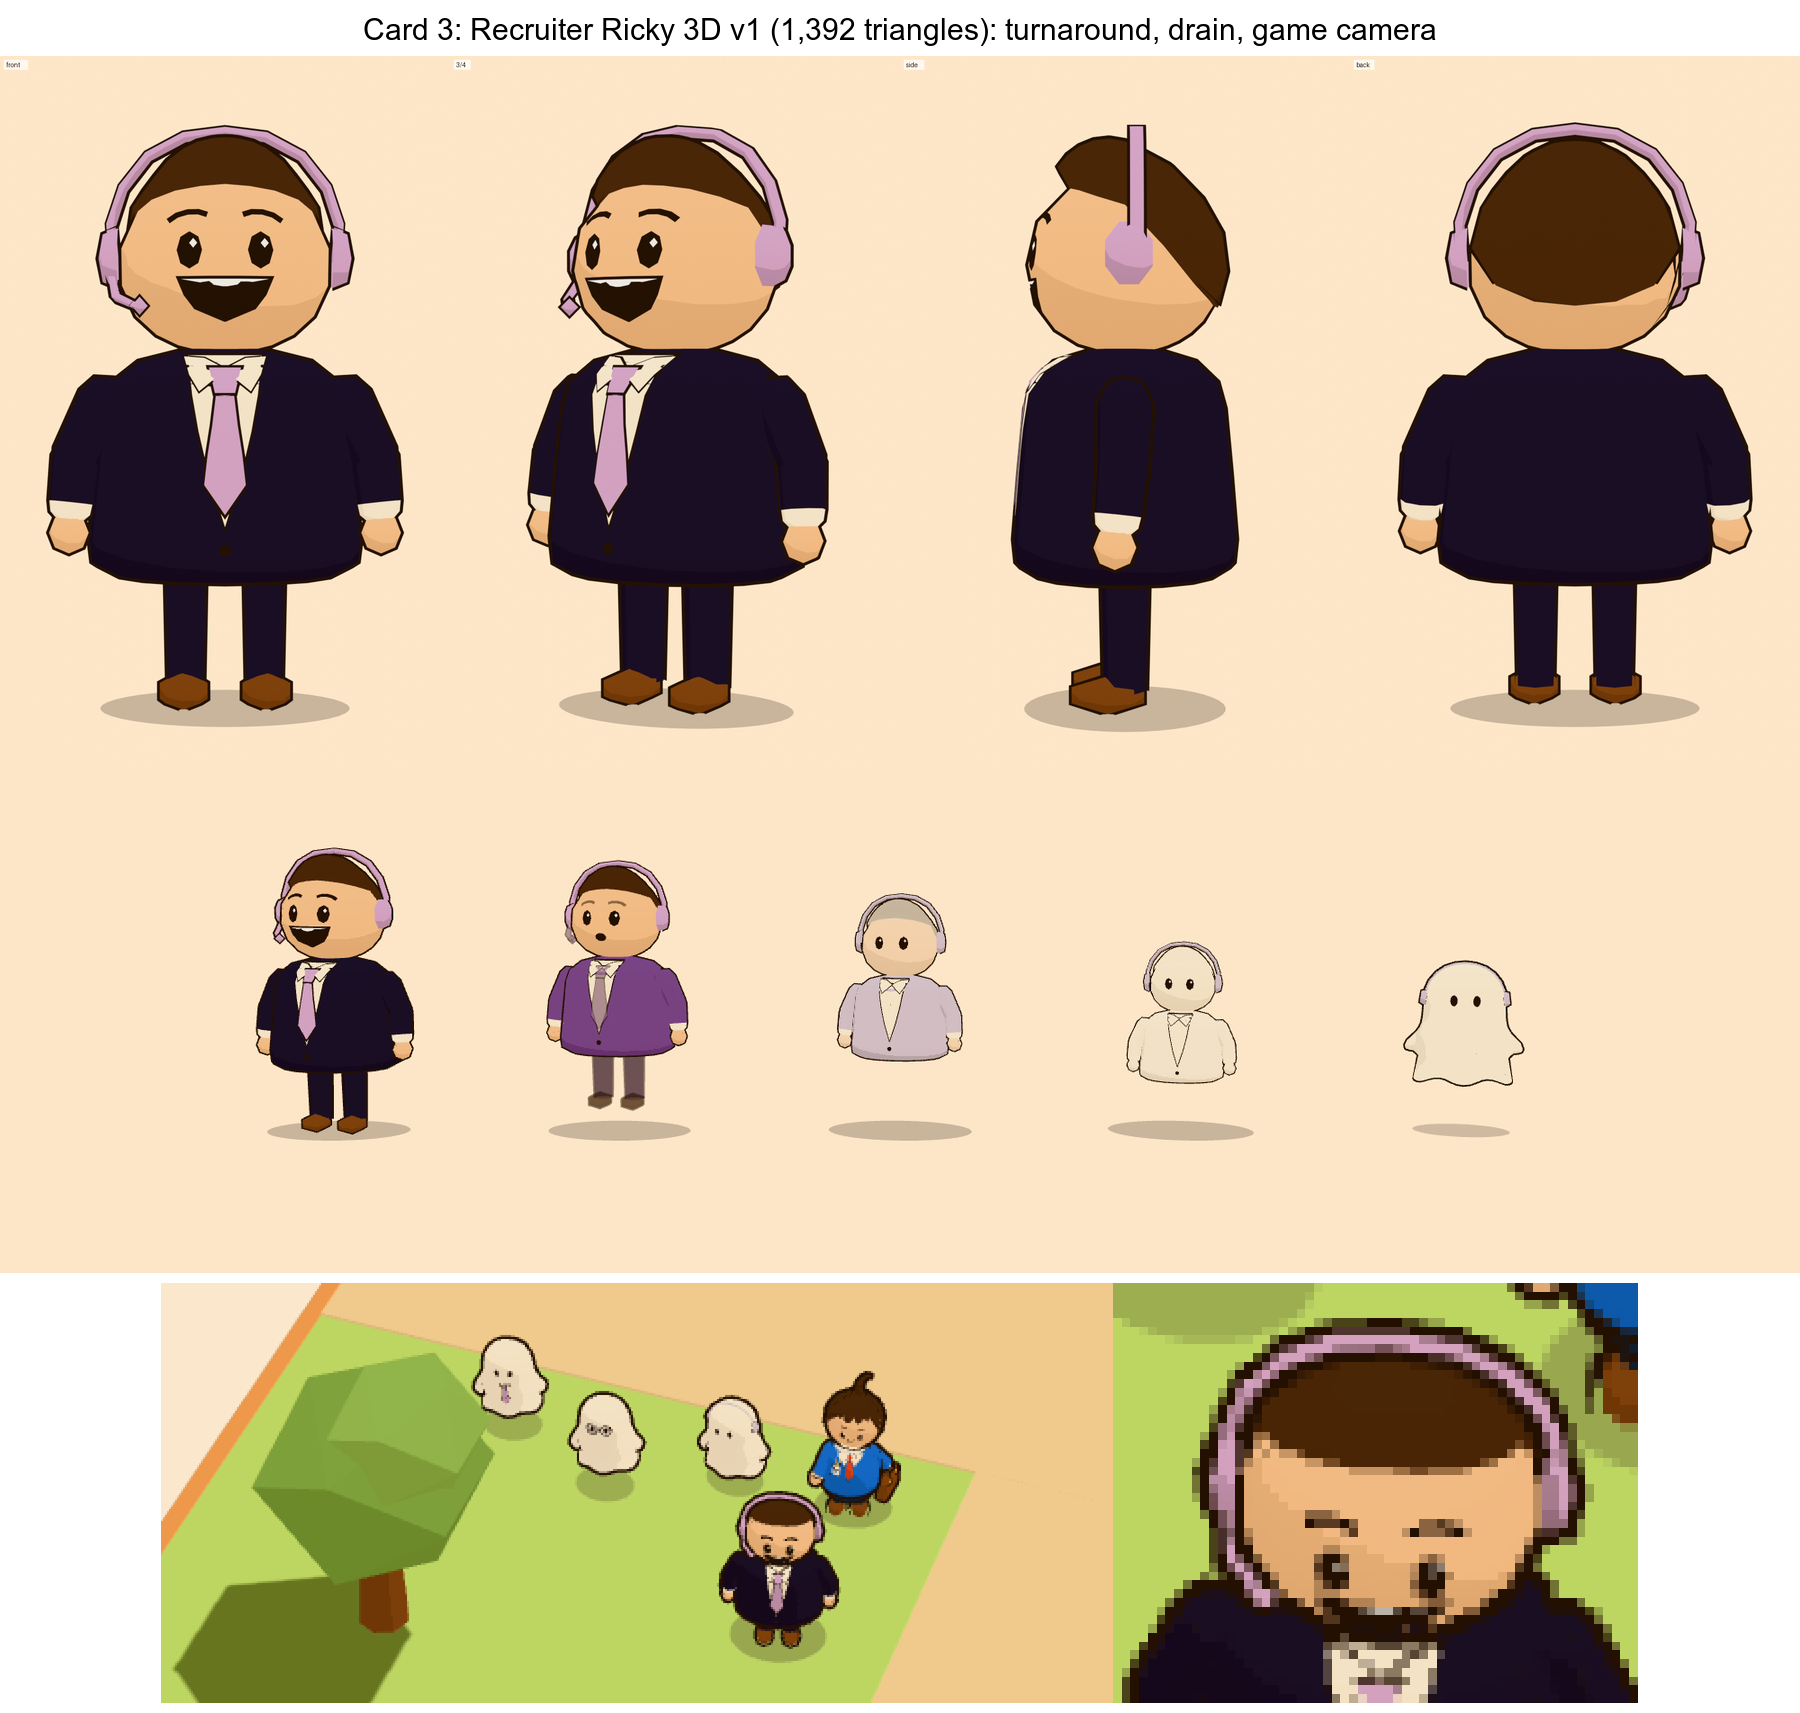 Card 3: Recruiter Ricky 3D v1 (1,392 triangles): turnaround, drain, game camera
front
3/4
side
back